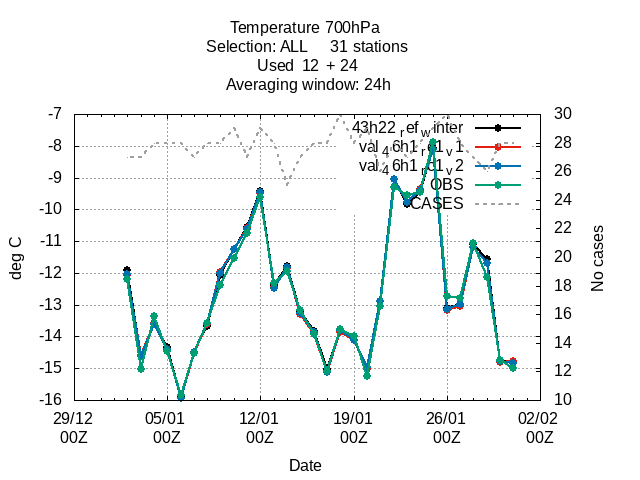 Temperature 700hPa
Selection: ALL 31 stations
Used 12 + 24
Averaging window: 24h
-7
-8
-9
-10
-11
-12
-13
-14
-15
-16
deg C
30
28
26
24
22
20
18
16
14
12
10
No cases
43h22_ref_winter
val_46h1_rc1_v1
val_46h1_rc1_v2
OBS
CASES
29/12 05/01 12/01 19/01 26/01 02/02
00Z 00Z 00Z 00Z 00Z 00Z
Date